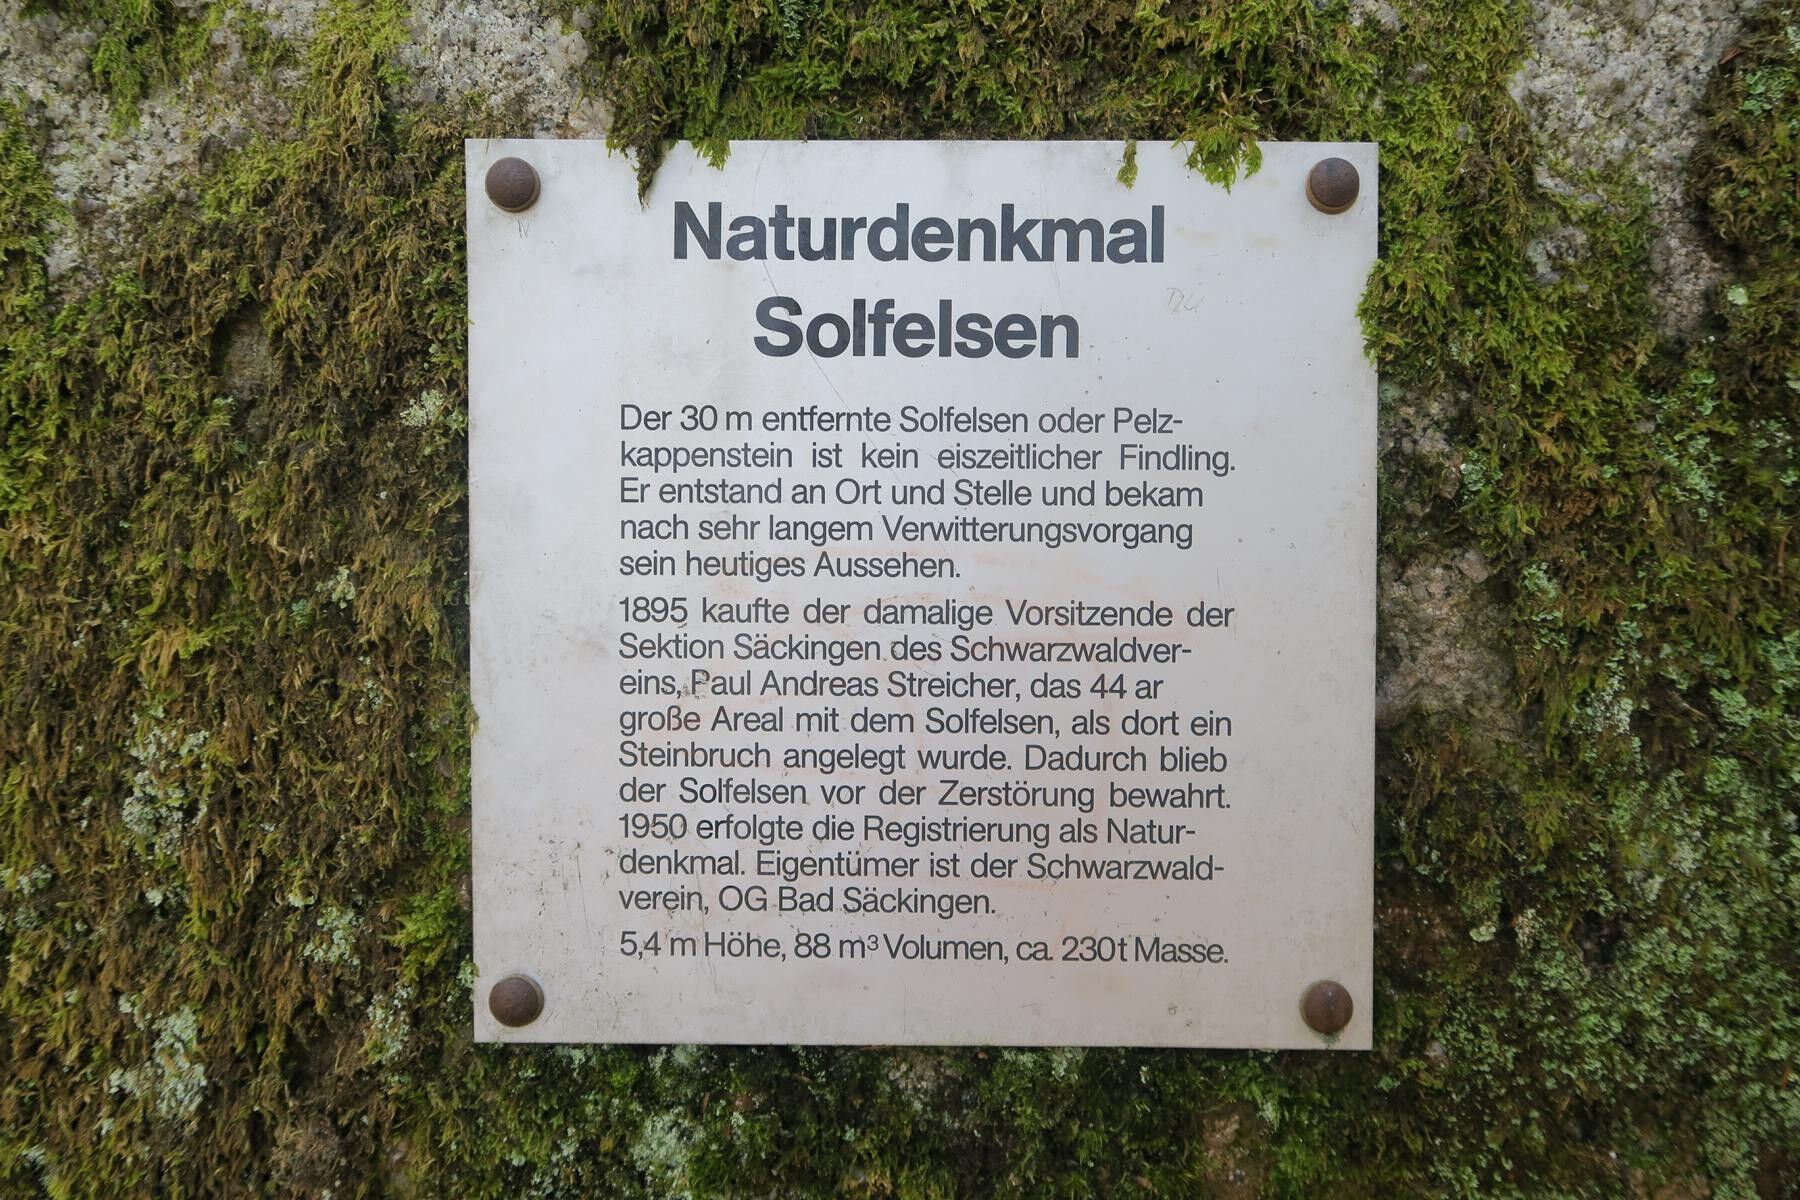 Naturdenkmal
Solfelsen
Der 30 m entfernte Solfelsen oder Pelz-
kappenstein ist kein eiszeitlicher Findling.
Er entstand an Ort und Stelle und bekam
nach sehr langem Verwitterungsvorgang
sein heutiges Aussehen.
1895 kaufte der damalige Vorsitzende der
Sektion Säckingen des Schwarzwaldver-
eins, Paul Andreas Streicher, das 44 ar
große Areal mit dem Solfelsen, als dort ein
Steinbruch angelegt wurde. Dadurch blieb
der Solfelsen vor der Zerstörung bewahrt.
1950 erfolgte die Registrierung als Natur-
denkmal. Eigentümer ist der Schwarzwald-
verein, OG Bad Säckingen.
5,4 m Höhe, 88 m³ Volumen, ca. 230 t Masse.